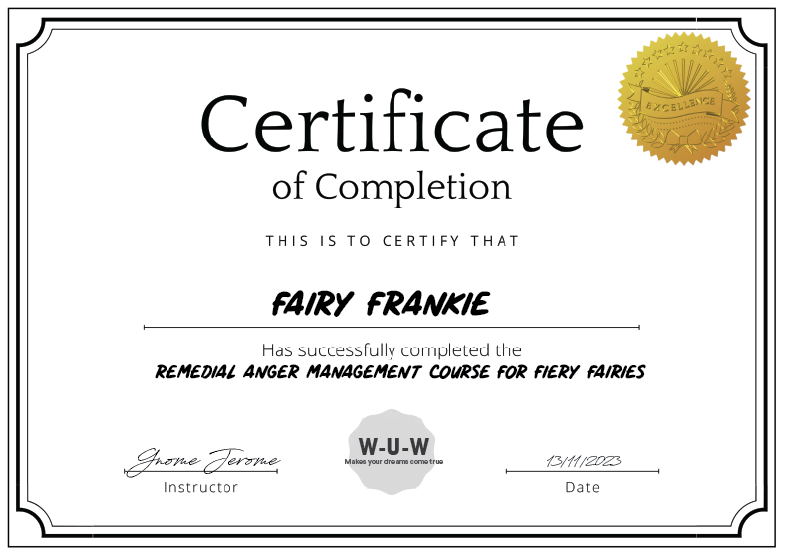 Certificate
of Completion
EXCELLENCE
THIS IS TO CERTIFY THAT
FAIRY FRANKIE
Has successfully completed the
REMEDIAL ANGER MANAGEMENT COURSE FOR FIERY FAIRIES
W-U-W
Makes your dreams come true
Gnome Jerome
Instructor
13/11/2023
Date